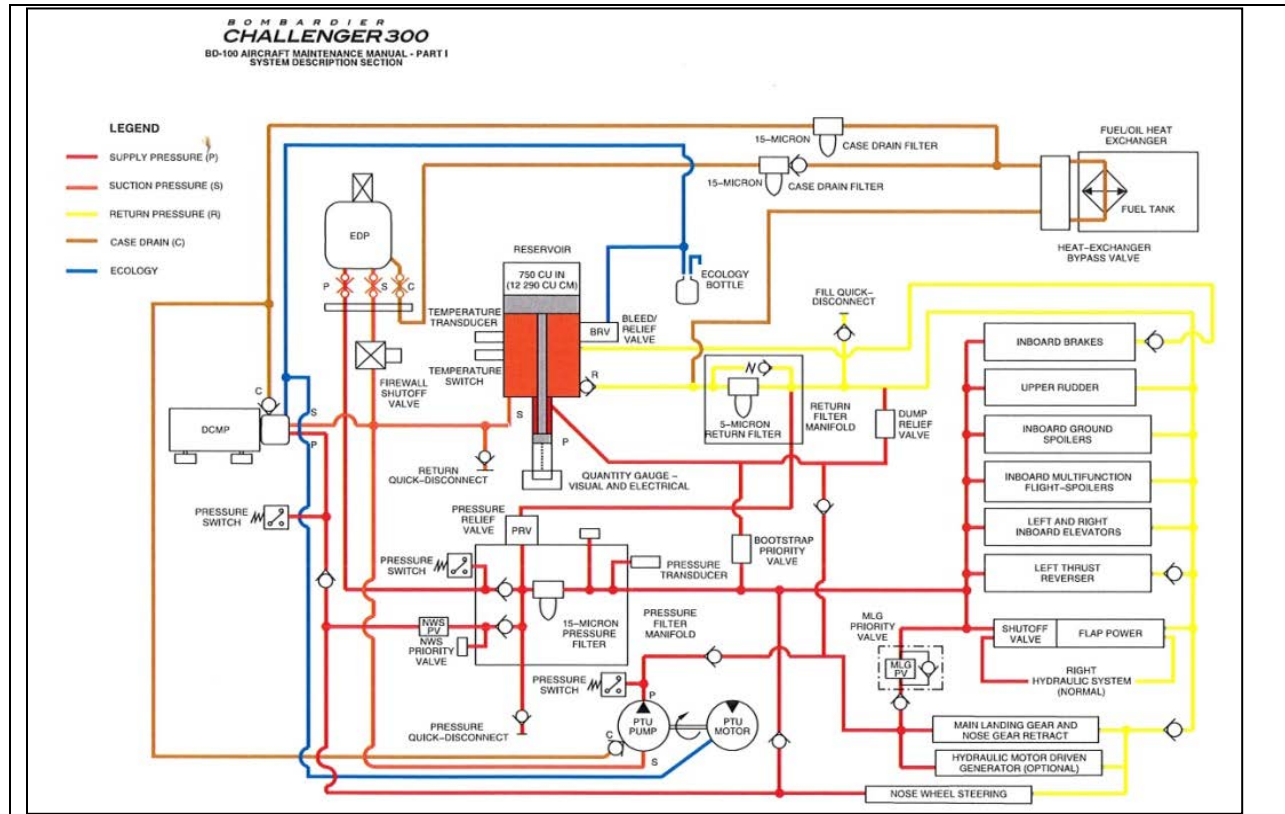 BOMBARDIER
CHALLENGER 300
BD-100 AIRCRAFT MAINTENANCE MANUAL - PART I
SYSTEM DESCRIPTION SECTION
LEGEND
SUPPLY PRESSURE (P)
SUCTION PRESSURE (S)
RETURN PRESSURE (R)
CASE DRAIN (C)
ECOLOGY
15-MICRON
CASE DRAIN FILTER
15-MICRON
CASE DRAIN FILTER
FUEL/OIL HEAT
EXCHANGER
FUEL TANK
HEAT-EXCHANGER
BYPASS VALVE
EDP
P
S
C
RESERVOIR
750 CU IN
(12 290 CU CM)
ECOLOGY
BOTTLE
FILL QUICK-
DISCONNECT
TEMPERATURE
TRANSDUCER
BRV
BLEED/
RELIEF
VALVE
TEMPERATURE
SWITCH
FIREWALL
SHUTOFF
VALVE
R
S
P
N
5-MICRON
RETURN FILTER
RETURN
FILTER
MANIFOLD
DUMP
RELIEF
VALVE
INBOARD BRAKES
UPPER RUDDER
INBOARD GROUND
SPOILERS
INBOARD MULTIFUNCTION
FLIGHT-SPOILERS
LEFT AND RIGHT
INBOARD ELEVATORS
LEFT THRUST
REVERSER
C
S
P
DCMP
RETURN
QUICK-DISCONNECT
QUANTITY GAUGE -
VISUAL AND ELECTRICAL
PRESSURE
SWITCH
PRESSURE
RELIEF
VALVE
PRV
BOOTSTRAP
PRIORITY
VALVE
PRESSURE
SWITCH
PRESSURE
TRANSDUCER
NWS
PV
NWS
PRIORITY
VALVE
15-MICRON
PRESSURE
FILTER
PRESSURE
FILTER
MANIFOLD
MLG
PRIORITY
VALVE
MLG
PV
SHUTOFF
VALVE
FLAP POWER
RIGHT
HYDRAULIC SYSTEM
(NORMAL)
PRESSURE
SWITCH
PRESSURE
QUICK-DISCONNECT
P
C
S
PTU
PUMP
PTU
MOTOR
MAIN LANDING GEAR AND
NOSE GEAR RETRACT
HYDRAULIC MOTOR DRIVEN
GENERATOR (OPTIONAL)
NOSE WHEEL STEERING